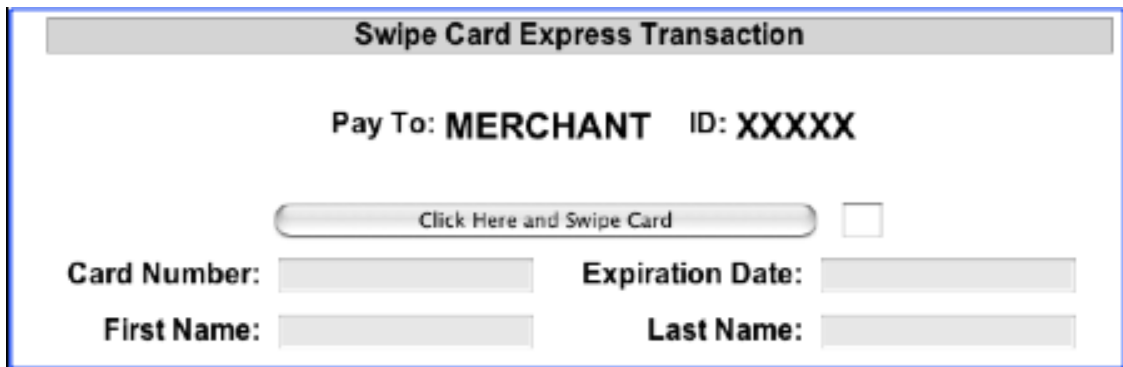 Swipe Card Express Transaction
Pay To: MERCHANT ID: XXXXX
Click Here and Swipe Card
Card Number: Expiration Date:
First Name: Last Name: